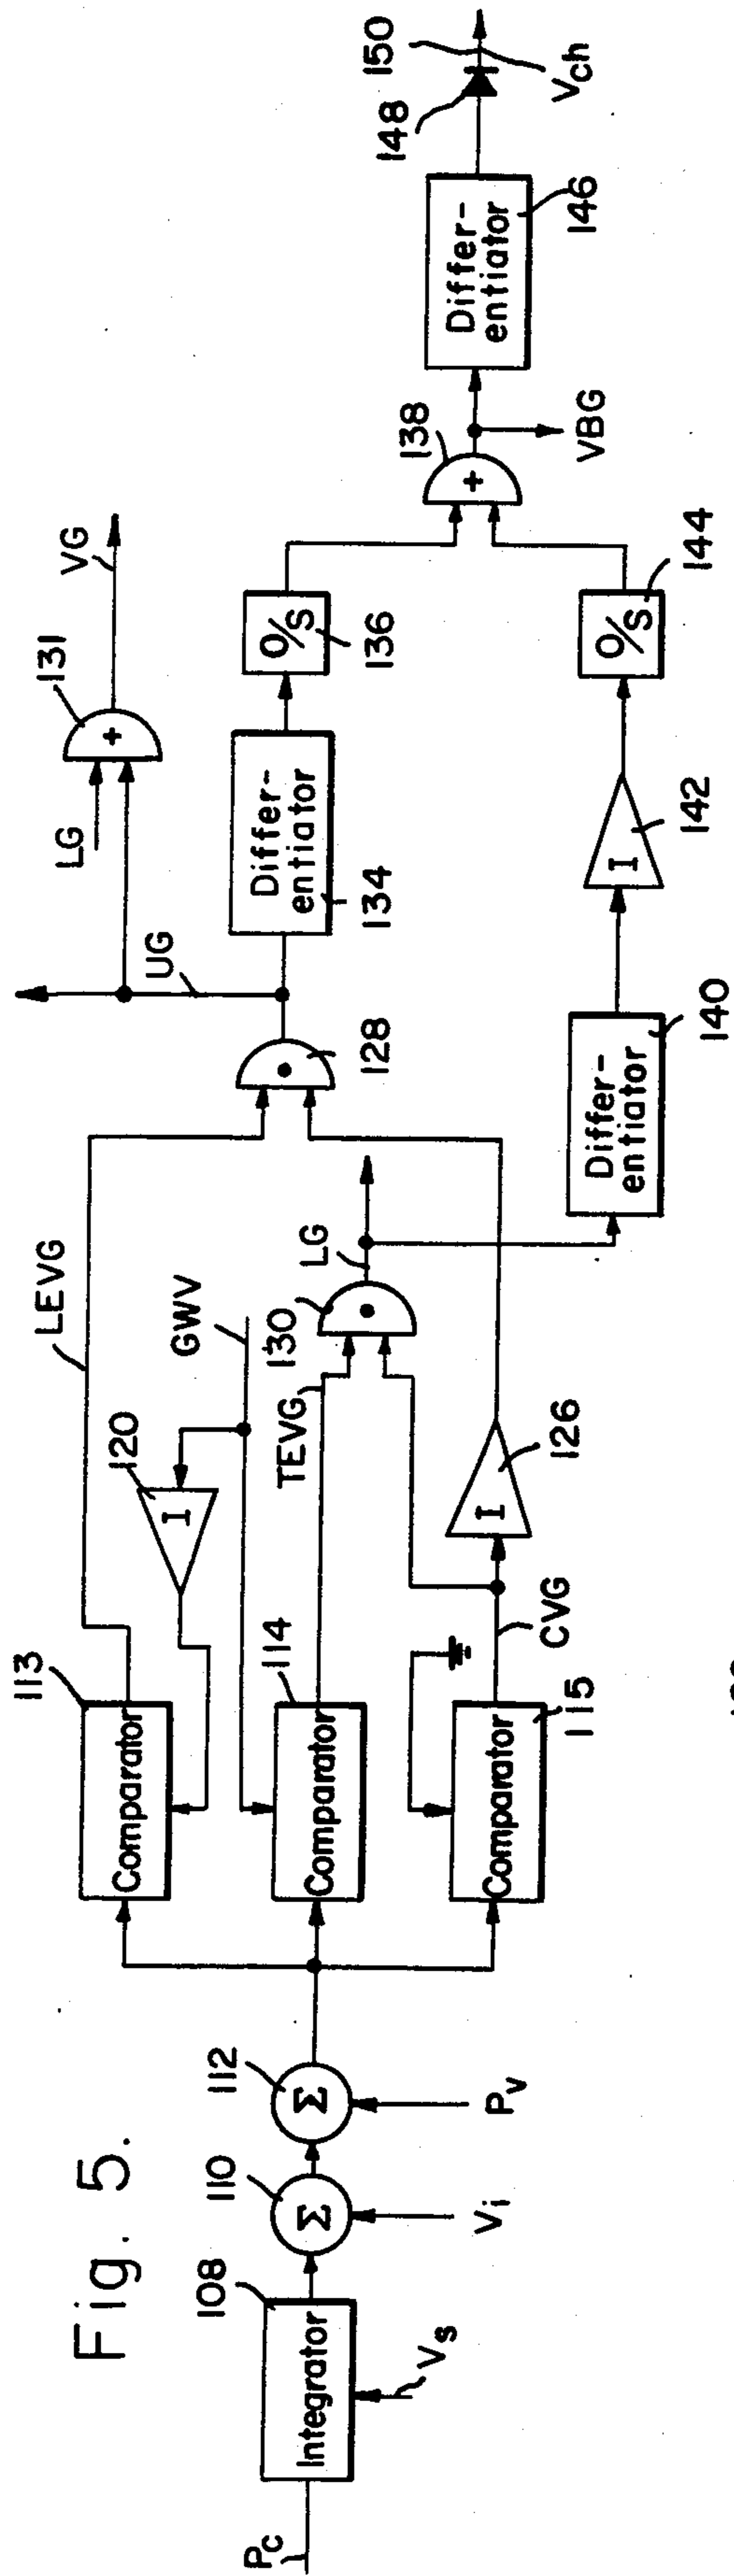 Fig. 5.
Pc
Integrator
108
Vs
Σ
110
Vi
Σ
112
Pv
Comparator
113
Comparator
114
Comparator
115
LEVG
I
120
GWV
TEVG
CVG
I
126
130
LG
128
UG
LG
+
131
VG
Differ-
entiator
134
O/S
136
Differ-
entiator
140
I
142
O/S
144
+
138
VBG
Differ-
entiator
146
148
150
Vch